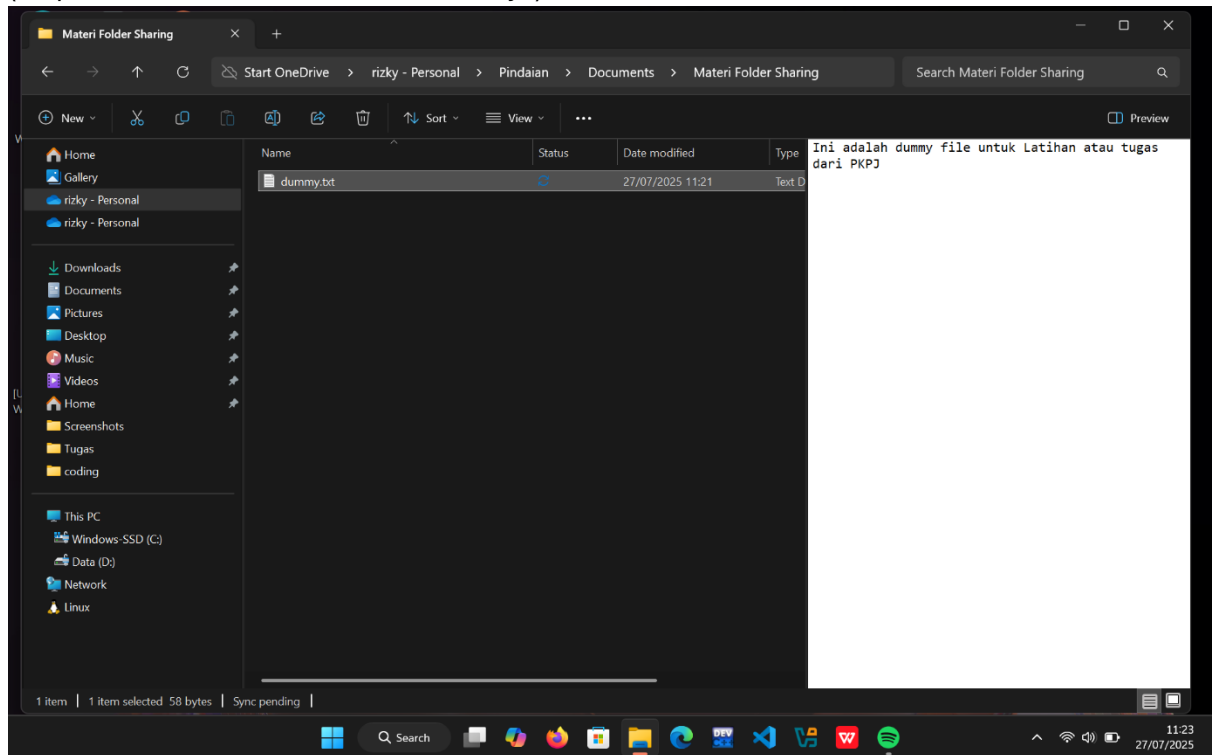 Materi Folder Sharing
Start OneDrive > rizky - Personal > Pindaian > Documents > Materi Folder Sharing
Search Materi Folder Sharing
New
Sort
View
Preview
Home
Gallery
rizky - Personal
rizky - Personal
Downloads
Documents
Pictures
Desktop
Music
Videos
Home
Screenshots
Tugas
coding
This PC
Windows-SSD (C:)
Data (D:)
Network
Linux
Name Status Date modified Type
dummy.txt 27/07/2025 11:21 Text D
Ini adalah dummy file untuk Latihan atau tugas
dari PKPJ
1 item | 1 item selected 58 bytes | Sync pending |
Search
DEV
W
11:23
27/07/2025